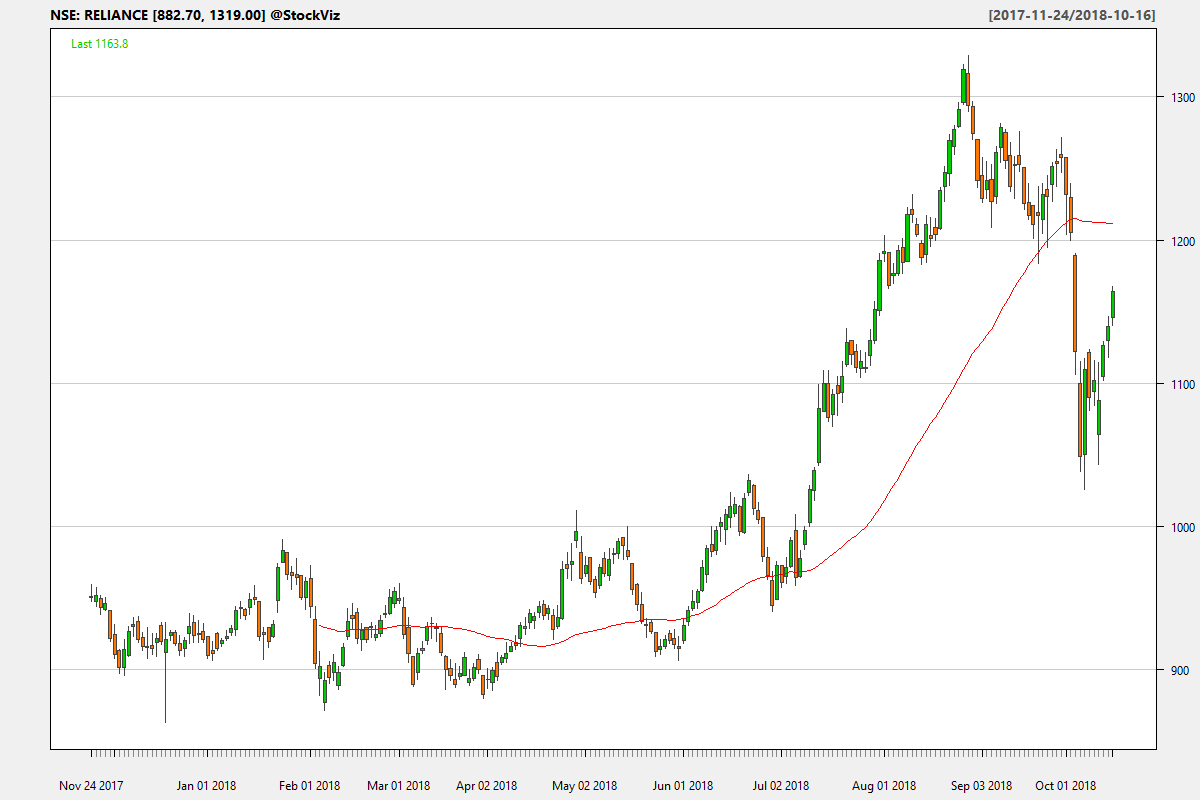 NSE: RELIANCE [882.70, 1319.00] @StockViz [2017-11-24/2018-10-16]
Last 1163.8
1300
1200
1100
1000
900
Nov 24 2017 Jan 01 2018 Feb 01 2018 Mar 01 2018 Apr 02 2018 May 02 2018 Jun 01 2018 Jul 02 2018 Aug 01 2018 Sep 03 2018 Oct 01 2018